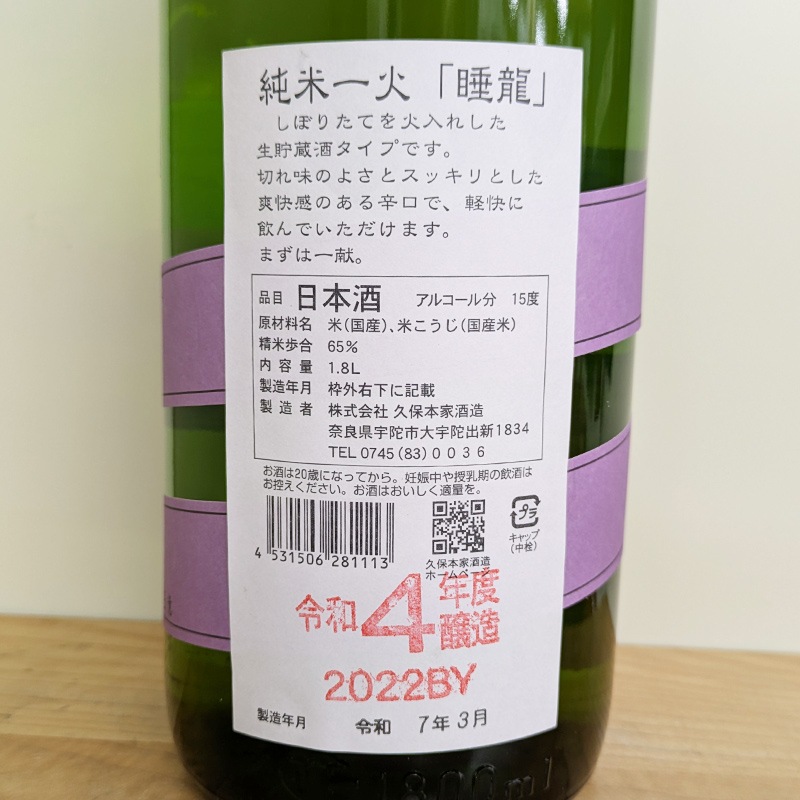 純米一火「睡龍」
しぼりたてを火入れした
生貯蔵酒タイプです。
切れ味のよさとスッキリとした
爽快感のある辛口で、軽快に
飲んでいただけます。
まずは一献。
品目 日本酒 アルコール分 15度
原材料名 米(国産)、米こうじ(国産米)
精米歩合 65%
内容量 1.8L
製造年月 枠外右下に記載
製造者 株式会社 久保本家酒造
奈良県宇陀市大宇陀出新1834
TEL 0745(83)0036
お酒は20歳になってから。妊娠中や授乳期の飲酒は
お控えください。お酒はおいしく適量を。
4 531506 281113
久保本家酒造
ホームページ
プラ
キャップ
(中栓)
令和4年度
醸造
2022BY
製造年月 令和 7年3月
1800ml